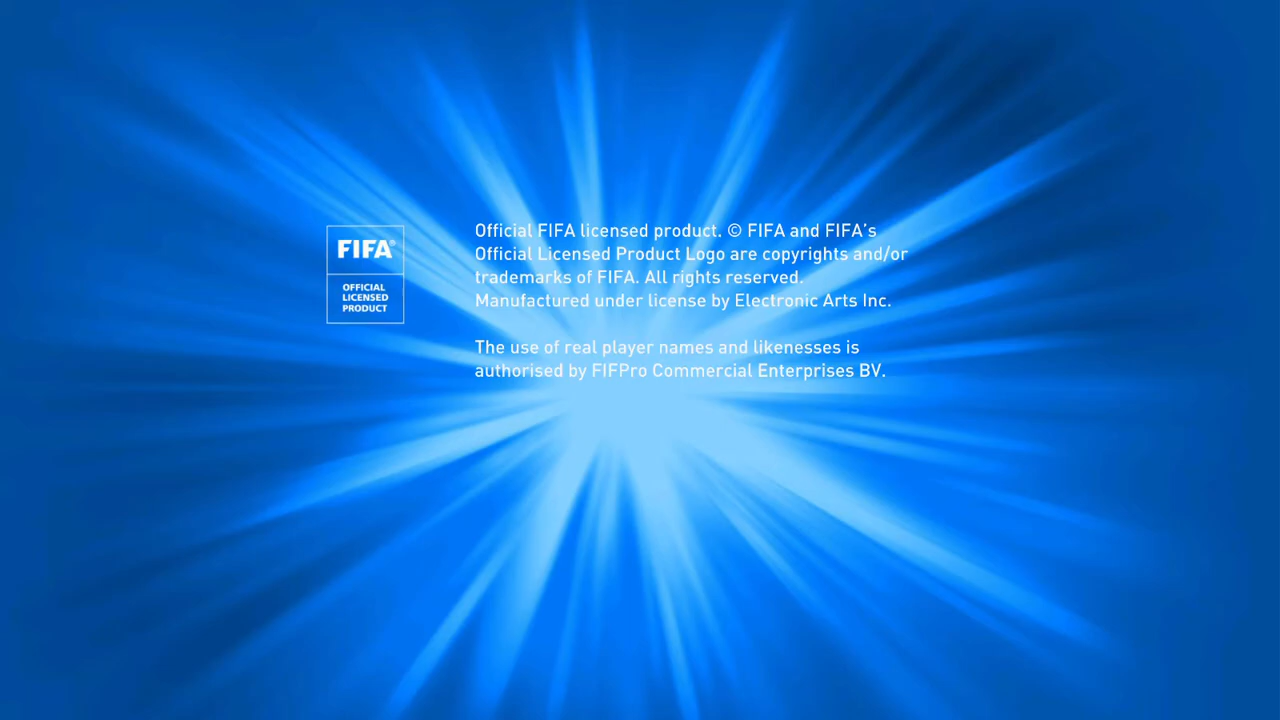 FIFA®
OFFICIAL
LICENSED
PRODUCT
Official FIFA licensed product. © FIFA and FIFA's
Official Licensed Product Logo are copyrights and/or
trademarks of FIFA. All rights reserved.
Manufactured under license by Electronic Arts Inc.
The use of real player names and likenesses is
authorised by FIFPro Commercial Enterprises BV.